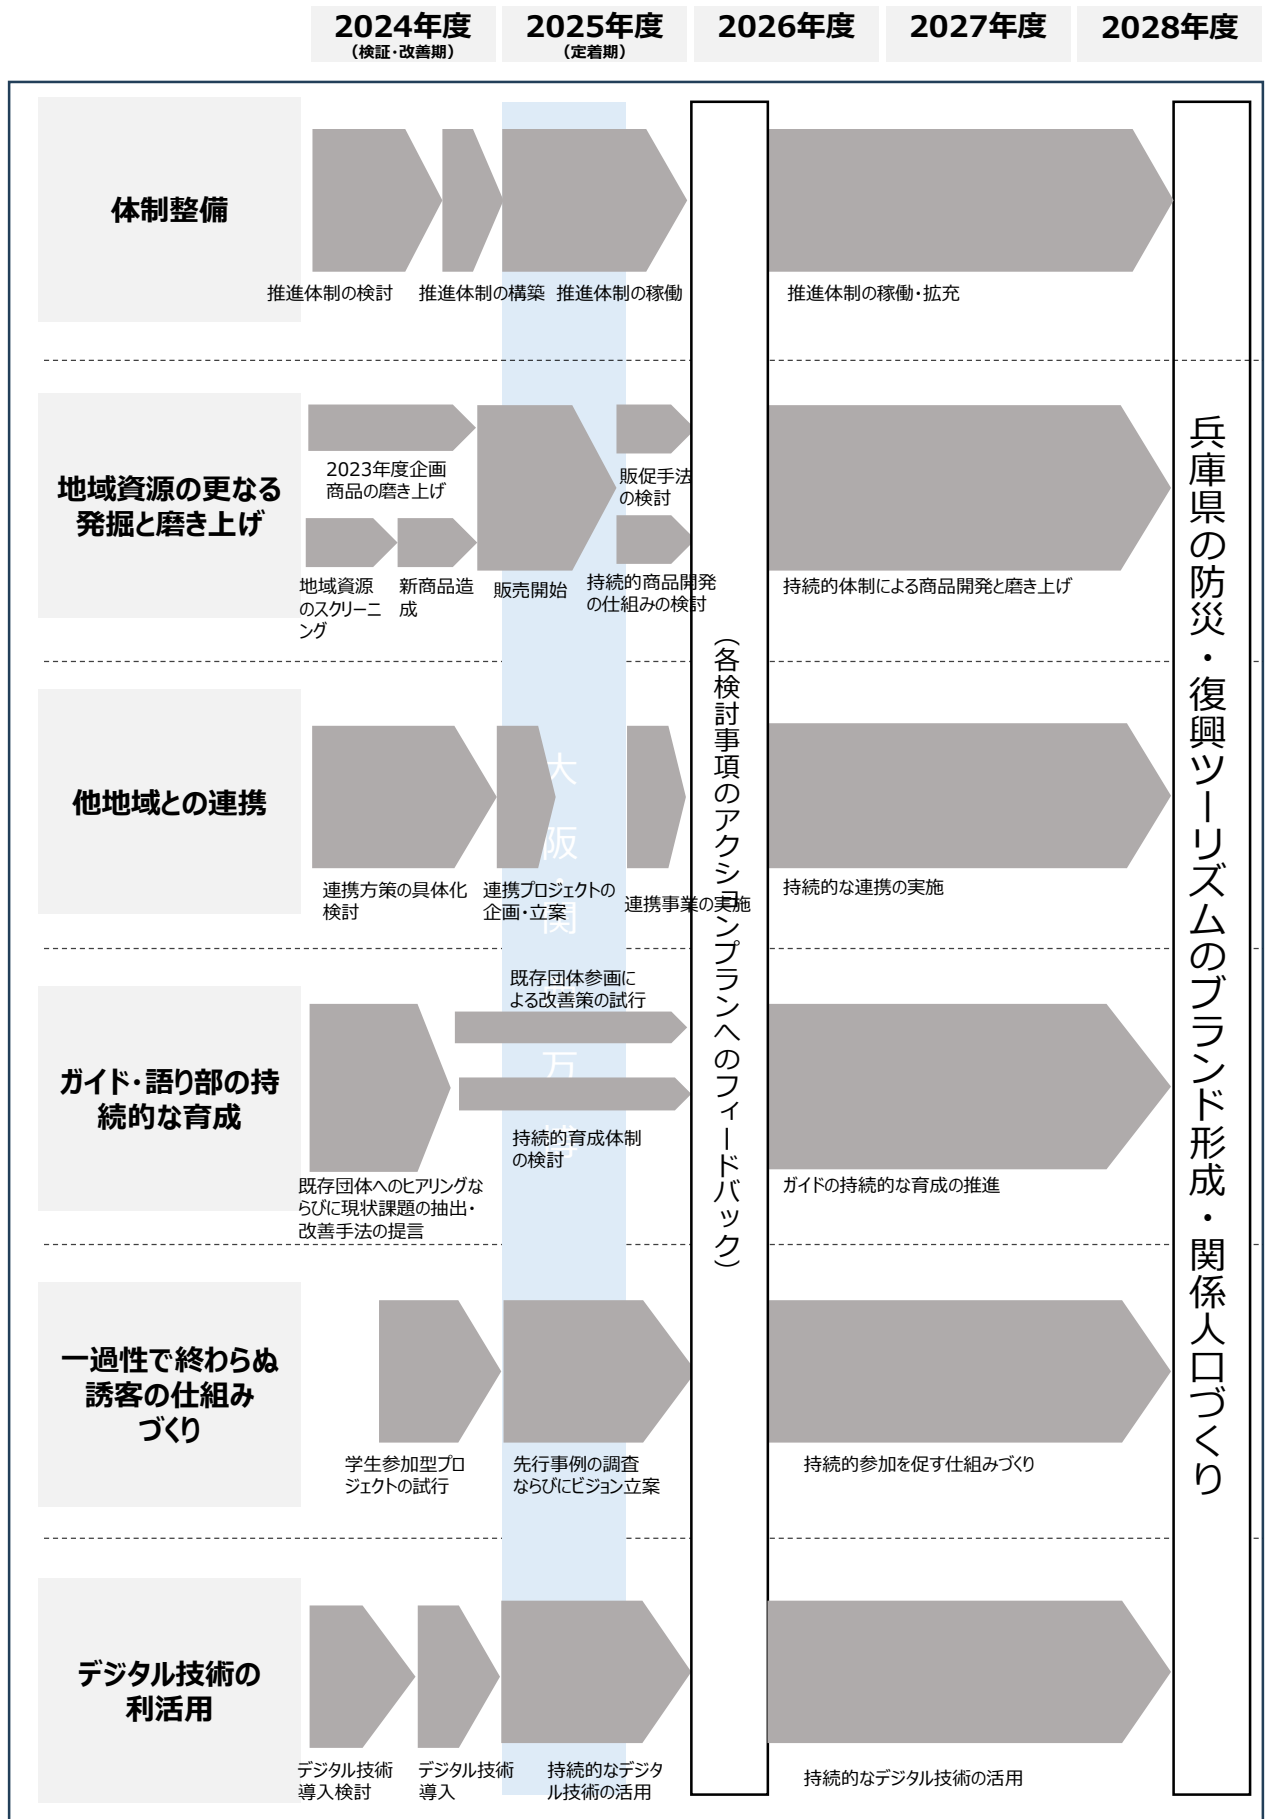 2024年度
(検証・改善期)
2025年度
(定着期)
2026年度
2027年度
2028年度
体制整備
推進体制の検討
推進体制の構築
推進体制の稼働
推進体制の稼働・拡充
地域資源の更なる
発掘と磨き上げ
2023年度企画
商品の磨き上げ
地域資源
のスクリーニ
ング
新商品造
成
販売開始
販促手法
の検討
持続的商品開発
の仕組みの検討
持続的体制による商品開発と磨き上げ
他地域との連携
連携方策の具体化
検討
連携プロジェクトの
企画・立案
連携事業の実施
持続的な連携の実施
ガイド・語り部の持
続的な育成
既存団体へのヒアリングな
らびに現状課題の抽出・
改善手法の提言
既存団体参画に
よる改善策の試行
持続的育成体制
の検討
ガイドの持続的な育成の推進
一過性で終わらぬ
誘客の仕組み
づくり
学生参加型プロ
ジェクトの試行
先行事例の調査
ならびにビジョン立案
持続的参加を促す仕組みづくり
デジタル技術の
利活用
デジタル技術
導入検討
デジタル技術
導入
持続的なデジタ
ル技術の活用
持続的なデジタル技術の活用
大阪・関
万
(各検討事項のアクションプランへのフィードバック)
兵庫県の防災・復興ツーリズムのブランド形成・関係人口づくり